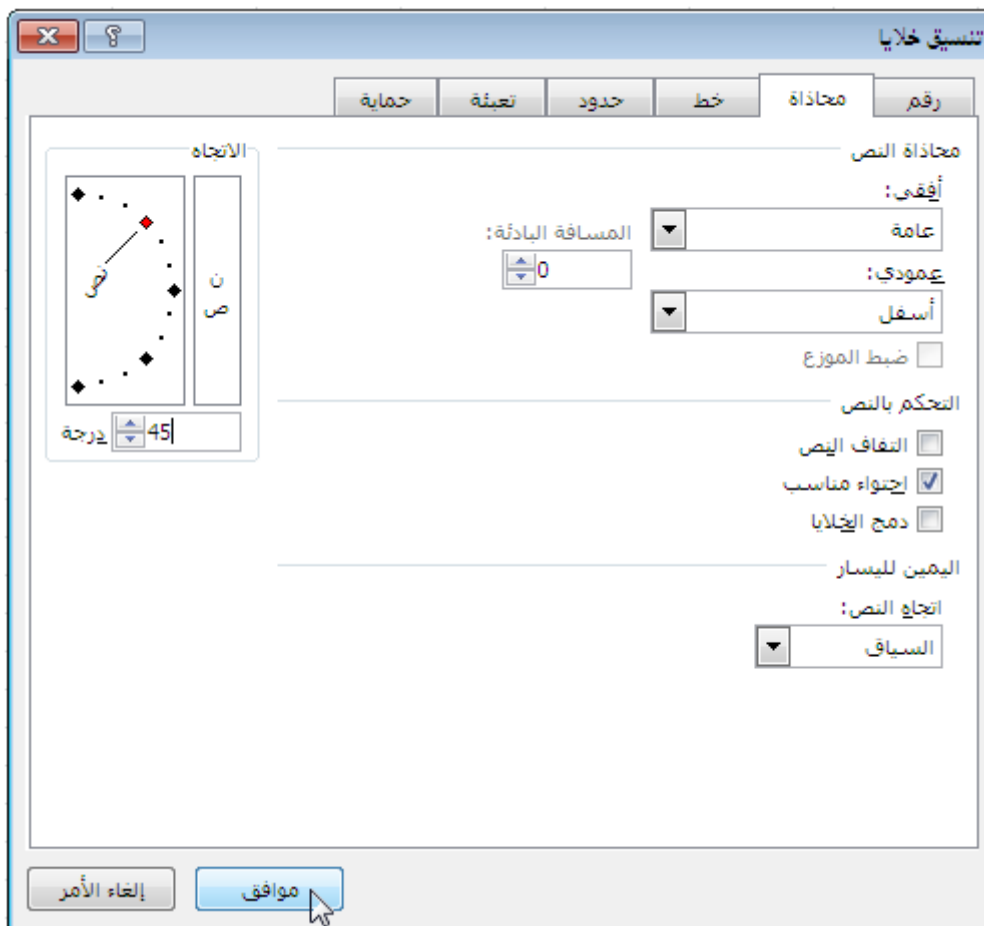 تنسيق خلايا
رقم
محاذاة
خط
حدود
تعبئة
حماية
محاذاة النص
أفقي:
عامة
المسافة البادئة:
0
عمودي:
أسفل
ضبط الموزع
التحكم بالنص
التفاف النص
احتواء مناسب
دمج الخلايا
اليمين لليسار
اتجاه النص:
السياق
الاتجاه
ن
ص
نص
45 درجة
موافق
إلغاء الأمر